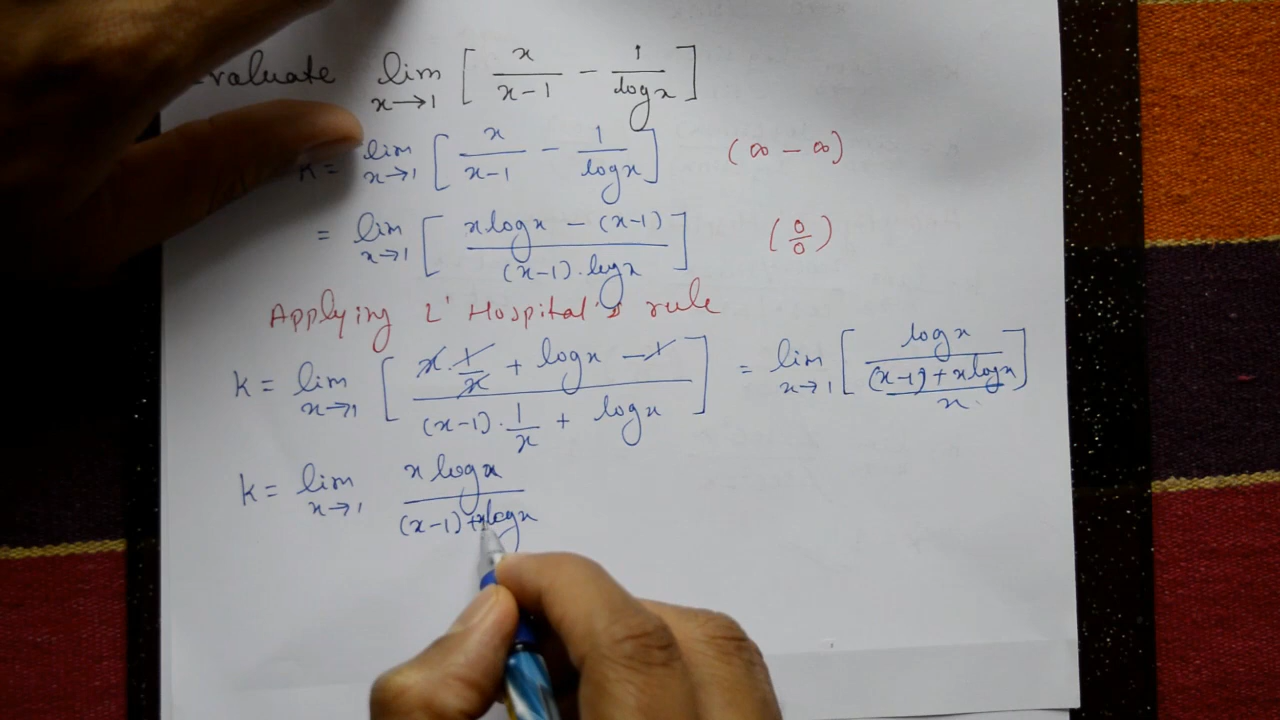 Evaluate lim x→1 [ x/(x-1) - 1/log x ]
K = lim x→1 [ x/(x-1) - 1/log x ] (∞ - ∞)
= lim x→1 [ (x log x - (x-1)) / ((x-1). log x) ] (0/0)
Applying L' Hospital's rule
K = lim x→1 [ (x. 1/x + log x - 1) / ((x-1). 1/x + log x) ] = lim x→1 [ log x / (((x-1) + x log x)/x) ]
K = lim x→1 x log x / ((x-1) + x log x)